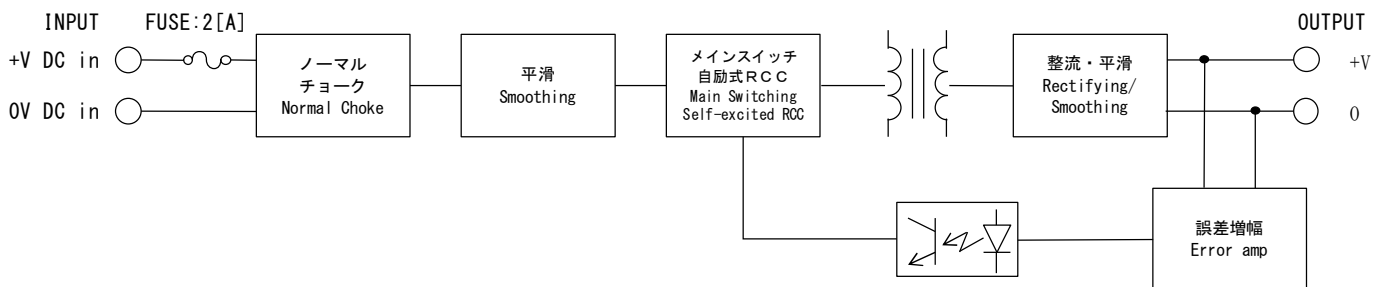 INPUT
FUSE:2[A]
OUTPUT
+V DC in
0V DC in
ノーマル
チョーク
Normal Choke
平滑
Smoothing
メインスイッチ
自励式RCC
Main Switching
Self-excited RCC
整流・平滑
Rectifying/
Smoothing
+V
0
誤差増幅
Error amp